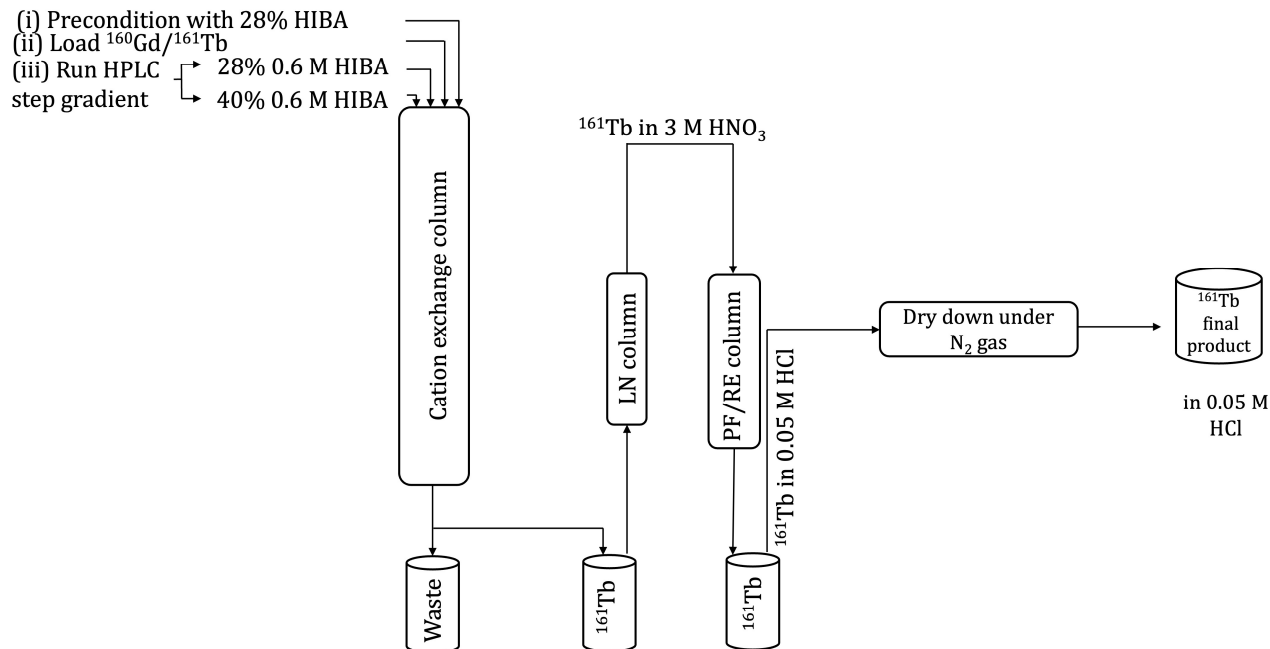 (i) Precondition with 28% HIBA
(ii) Load ¹⁶⁰Gd/¹⁶¹Tb
(iii) Run HPLC
step gradient
28% 0.6 M HIBA
40% 0.6 M HIBA
Cation exchange column
Waste
¹⁶¹Tb
LN column
¹⁶¹Tb in 3 M HNO₃
PF/RE column
¹⁶¹Tb
¹⁶¹Tb in 0.05 M HCl
Dry down under
N₂ gas
¹⁶¹Tb
final
product
in 0.05 M
HCl